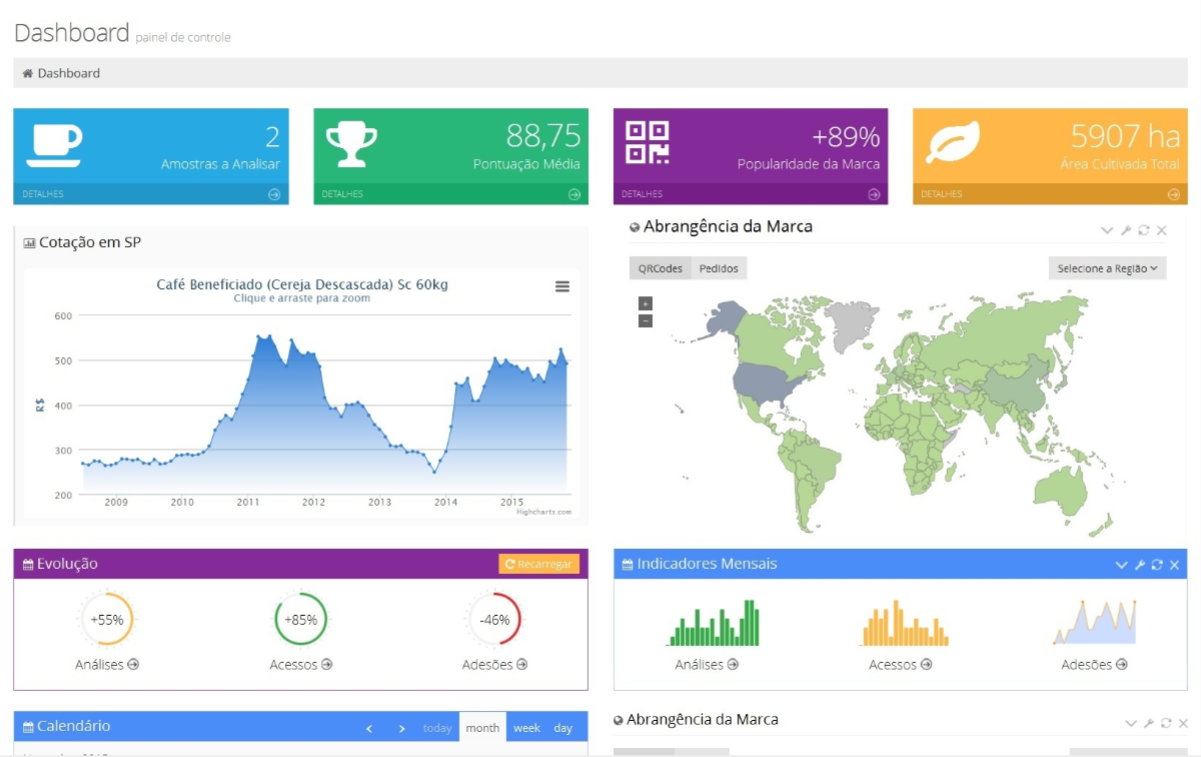 Dashboard painel de controle
Dashboard
2
Amostras a Analisar
DETALHES
88,75
Pontuação Média
DETALHES
+89%
Popularidade da Marca
DETALHES
5907 ha
Área Cultivada Total
DETALHES
Cotação em SP
Café Beneficiado (Cereja Descascada) Sc 60kg
Clique e arraste para zoom
600
500
400
300
200
R$
2009 2010 2011 2012 2013 2014 2015
Highcharts.com
Abrangência da Marca
QRCodes Pedidos
Selecione a Região
+
−
Evolução
Recarregar
+55%
+85%
-46%
Análises
Acessos
Adesões
Indicadores Mensais
Análises
Acessos
Adesões
Calendário
today month week day
Abrangência da Marca